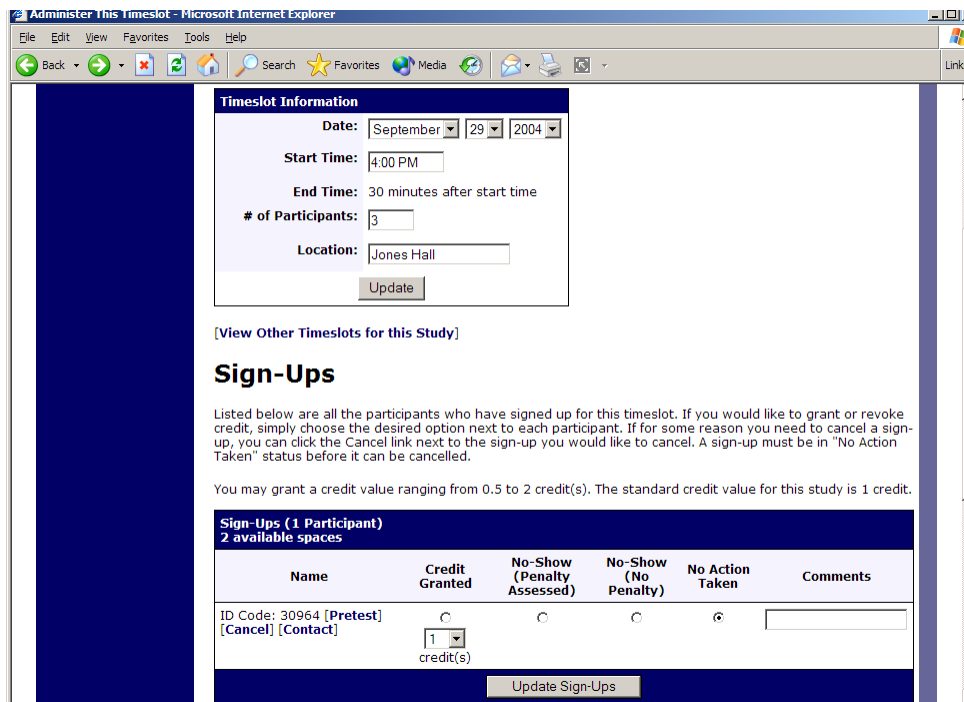 Administer This Timeslot - Microsoft Internet Explorer
File Edit View Favorites Tools Help
Back Search Favorites Media Link
Timeslot Information
Date: September 29 2004
Start Time: 4:00 PM
End Time: 30 minutes after start time
# of Participants: 3
Location: Jones Hall
Update
[View Other Timeslots for this Study]
Sign-Ups
Listed below are all the participants who have signed up for this timeslot. If you would like to grant or revoke
credit, simply choose the desired option next to each participant. If for some reason you need to cancel a sign-
up, you can click the Cancel link next to the sign-up you would like to cancel. A sign-up must be in "No Action
Taken" status before it can be cancelled.
You may grant a credit value ranging from 0.5 to 2 credit(s). The standard credit value for this study is 1 credit.
Sign-Ups (1 Participant)
2 available spaces
Name
Credit
Granted
No-Show
(Penalty
Assessed)
No-Show
(No
Penalty)
No Action
Taken
Comments
ID Code: 30964 [Pretest]
[Cancel] [Contact]
1
credit(s)
Update Sign-Ups